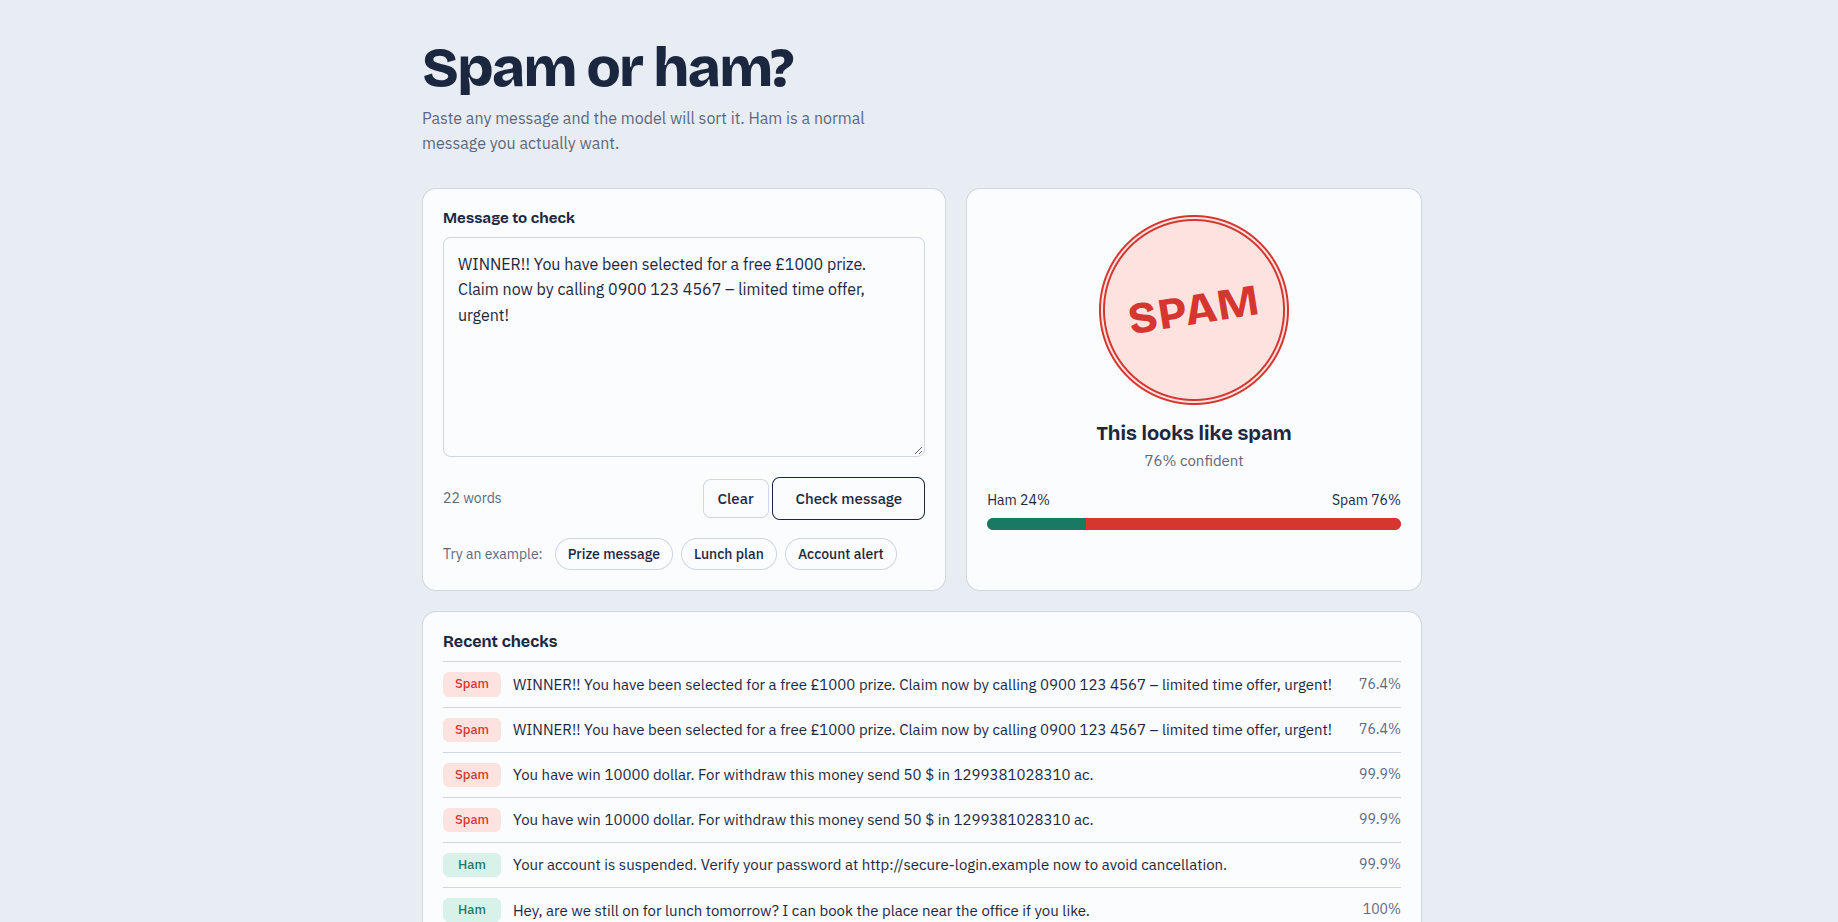 Spam or ham?
Paste any message and the model will sort it. Ham is a normal
message you actually want.
Message to check
WINNER!! You have been selected for a free £1000 prize.
Claim now by calling 0900 123 4567 – limited time offer,
urgent!
22 words
Clear
Check message
Try an example:
Prize message
Lunch plan
Account alert
SPAM
This looks like spam
76% confident
Ham 24%
Spam 76%
Recent checks
Spam WINNER!! You have been selected for a free £1000 prize. Claim now by calling 0900 123 4567 – limited time offer, urgent! 76.4%
Spam WINNER!! You have been selected for a free £1000 prize. Claim now by calling 0900 123 4567 – limited time offer, urgent! 76.4%
Spam You have win 10000 dollar. For withdraw this money send 50 $ in 1299381028310 ac. 99.9%
Spam You have win 10000 dollar. For withdraw this money send 50 $ in 1299381028310 ac. 99.9%
Ham Your account is suspended. Verify your password at http://secure-login.example now to avoid cancellation. 99.9%
Ham Hey, are we still on for lunch tomorrow? I can book the place near the office if you like. 100%